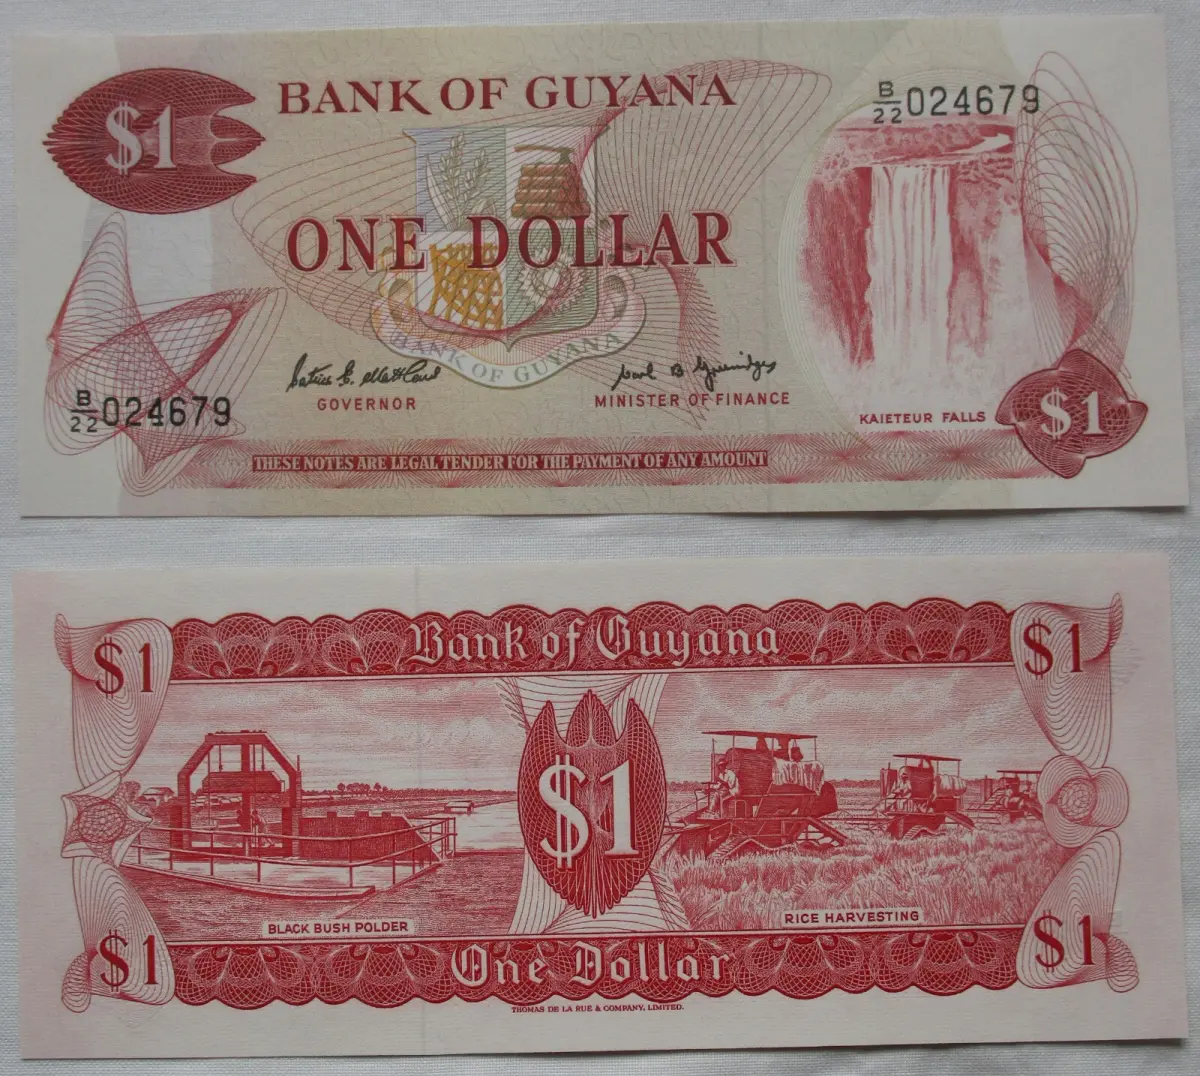 $1
BANK OF GUYANA
B/22 024679
ONE DOLLAR
BANK OF GUYANA
GOVERNOR
MINISTER OF FINANCE
B/22 024679
KAIETEUR FALLS
$1
THESE NOTES ARE LEGAL TENDER FOR THE PAYMENT OF ANY AMOUNT
$1
Bank of Guyana
$1
$1
BLACK BUSH POLDER
RICE HARVESTING
$1
One Dollar
$1
THOMAS DE LA RUE & COMPANY, LIMITED.